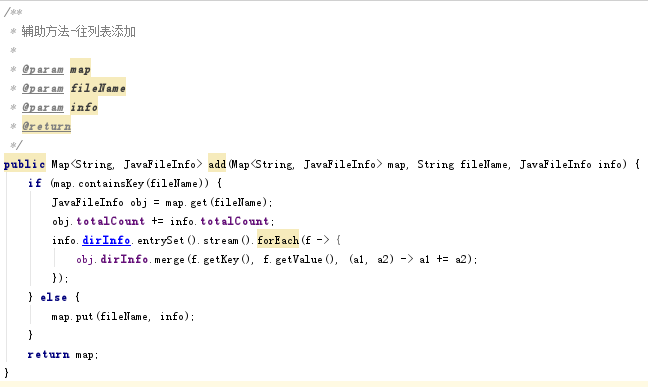 /**
 * 辅助方法-往列表添加
 *
 * @param map
 * @param fileName
 * @param info
 * @return
 */
public Map<String, JavaFileInfo> add(Map<String, JavaFileInfo> map, String fileName, JavaFileInfo info) {
    if (map.containsKey(fileName)) {
        JavaFileInfo obj = map.get(fileName);
        obj.totalCount += info.totalCount;
        info.dirInfo.entrySet().stream().forEach(f -> {
            obj.dirInfo.merge(f.getKey(), f.getValue(), (a1, a2) -> a1 += a2);
        });
    } else {
        map.put(fileName, info);
    }
    return map;
}